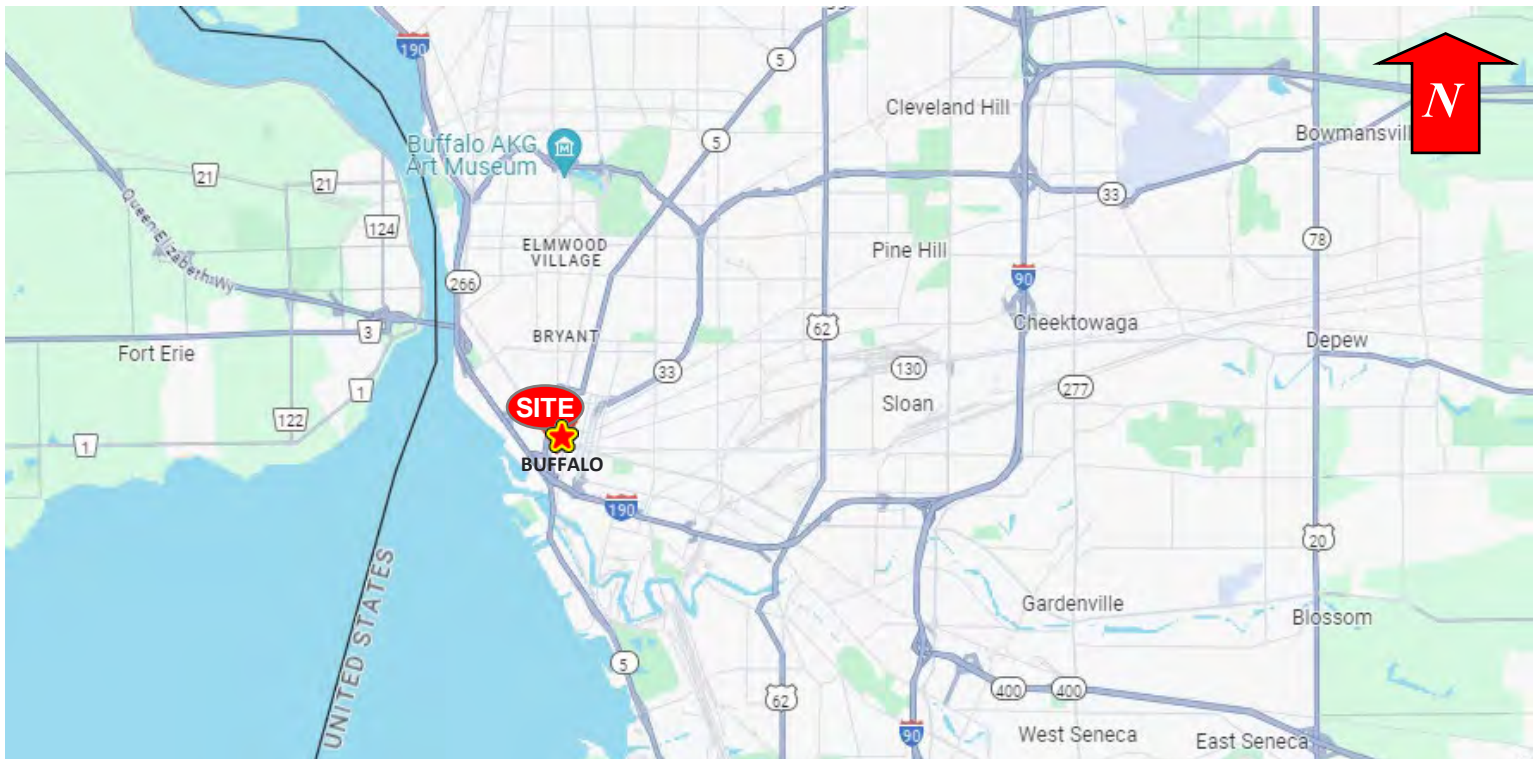 190
5
Cleveland Hill
N
Bowmansvill
Buffalo AKG
Art Museum
5
21
21
33
124
Queen Elizabeth Wy
ELMWOOD
VILLAGE
Pine Hill
78
266
90
3
Fort Erie
BRYANT
62
Cheektowaga
Depew
33
130
277
1
122
SITE
Sloan
1
BUFFALO
190
20
UNITED STATES
Gardenville
Blossom
5
62
400
400
90
West Seneca
East Seneca